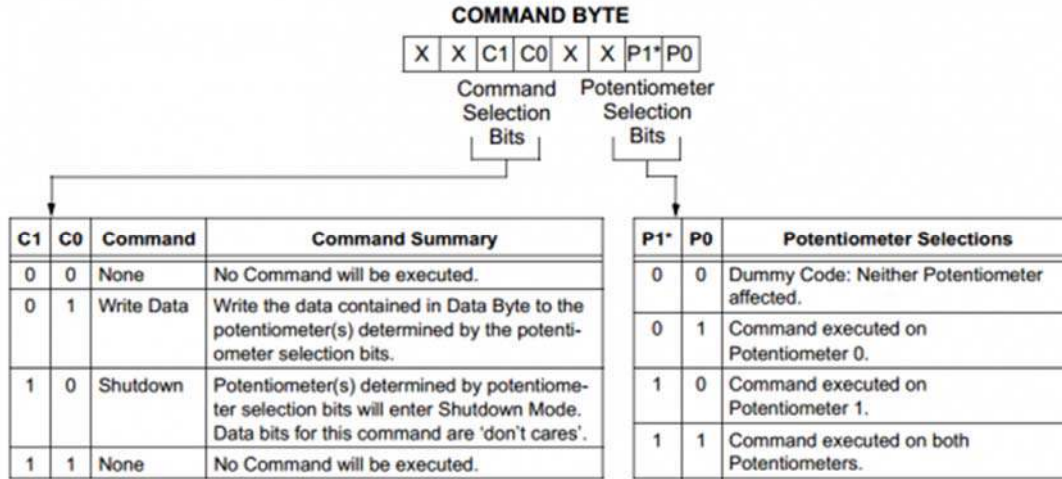 COMMAND BYTE
X X C1 C0 X X P1* P0
Command Selection Bits
Potentiometer Selection Bits
C1 C0 Command Command Summary
0 0 None No Command will be executed.
0 1 Write Data Write the data contained in Data Byte to the
potentiometer(s) determined by the potenti-
ometer selection bits.
1 0 Shutdown Potentiometer(s) determined by potentiome-
ter selection bits will enter Shutdown Mode.
Data bits for this command are 'don't cares'.
1 1 None No Command will be executed.
P1* P0 Potentiometer Selections
0 0 Dummy Code: Neither Potentiometer
affected.
0 1 Command executed on
Potentiometer 0.
1 0 Command executed on
Potentiometer 1.
1 1 Command executed on both
Potentiometers.